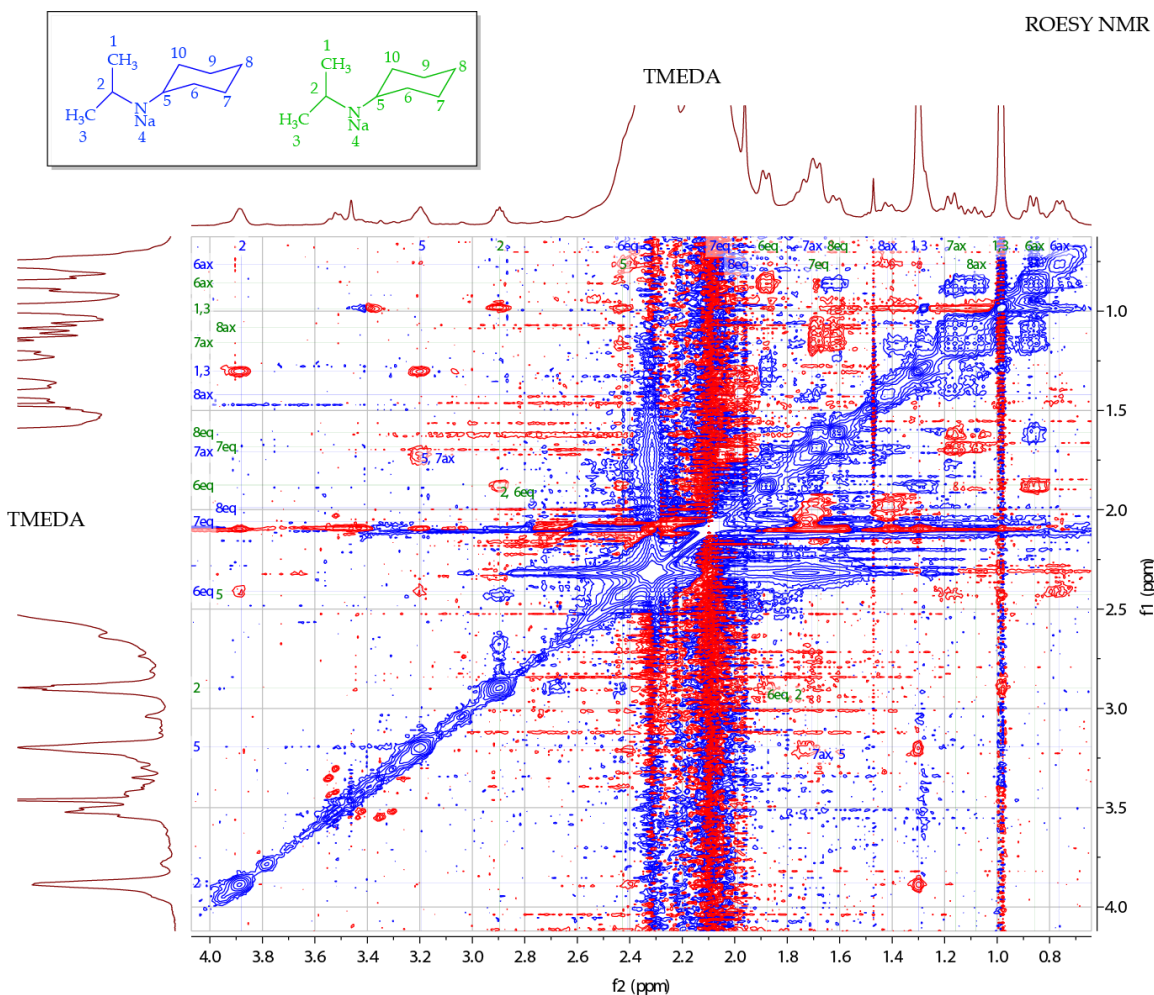 ROESY NMR
1
CH3
10
9
8
2
H3C
N
5
6
7
3
Na
4
1
CH3
10
9
8
2
H3C
N
5
6
7
3
Na
4
TMEDA
2
5
2
6eq
7eq
6eq
7ax
8eq
8ax
1,3
7ax
1,3
6ax
6ax
5
8eq
7eq
8ax
6ax
6ax
1,3
8ax
7ax
1,3
8ax
8eq
7eq
7ax
5, 7ax
6eq
2, 6eq
8eq
7eq
TMEDA
6eq
5
2
6eq, 2
5
7ax, 5
2
1.0
1.5
2.0
2.5
3.0
3.5
4.0
f1 (ppm)
4.0
3.8
3.6
3.4
3.2
3.0
2.8
2.6
2.4
2.2
2.0
1.8
1.6
1.4
1.2
1.0
0.8
f2 (ppm)